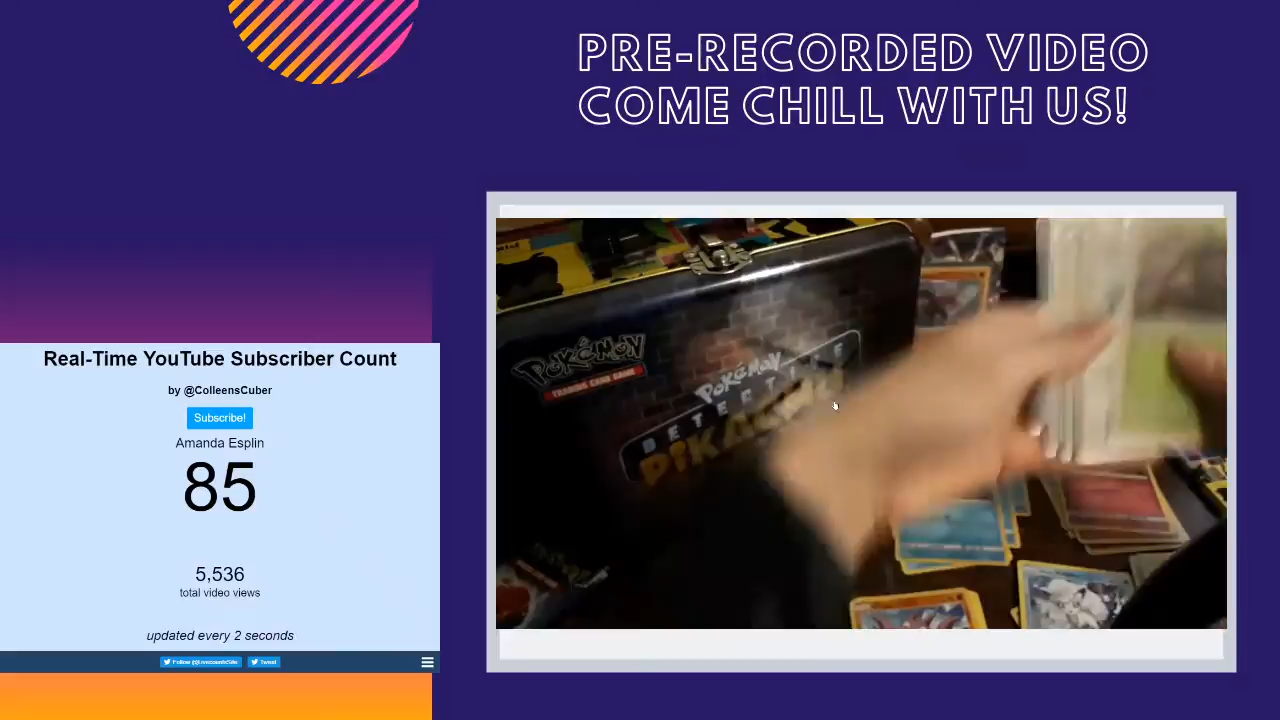 PRE-RECORDED VIDEO
COME CHILL WITH US!
Real-Time YouTube Subscriber Count
by @ColleensCuber
Subscribe!
Amanda Esplin
85
5,536
total video views
updated every 2 seconds
Tweet
POKéMON
TRADING CARD GAME
POKéMON
DETECTIVE
PIKACHU